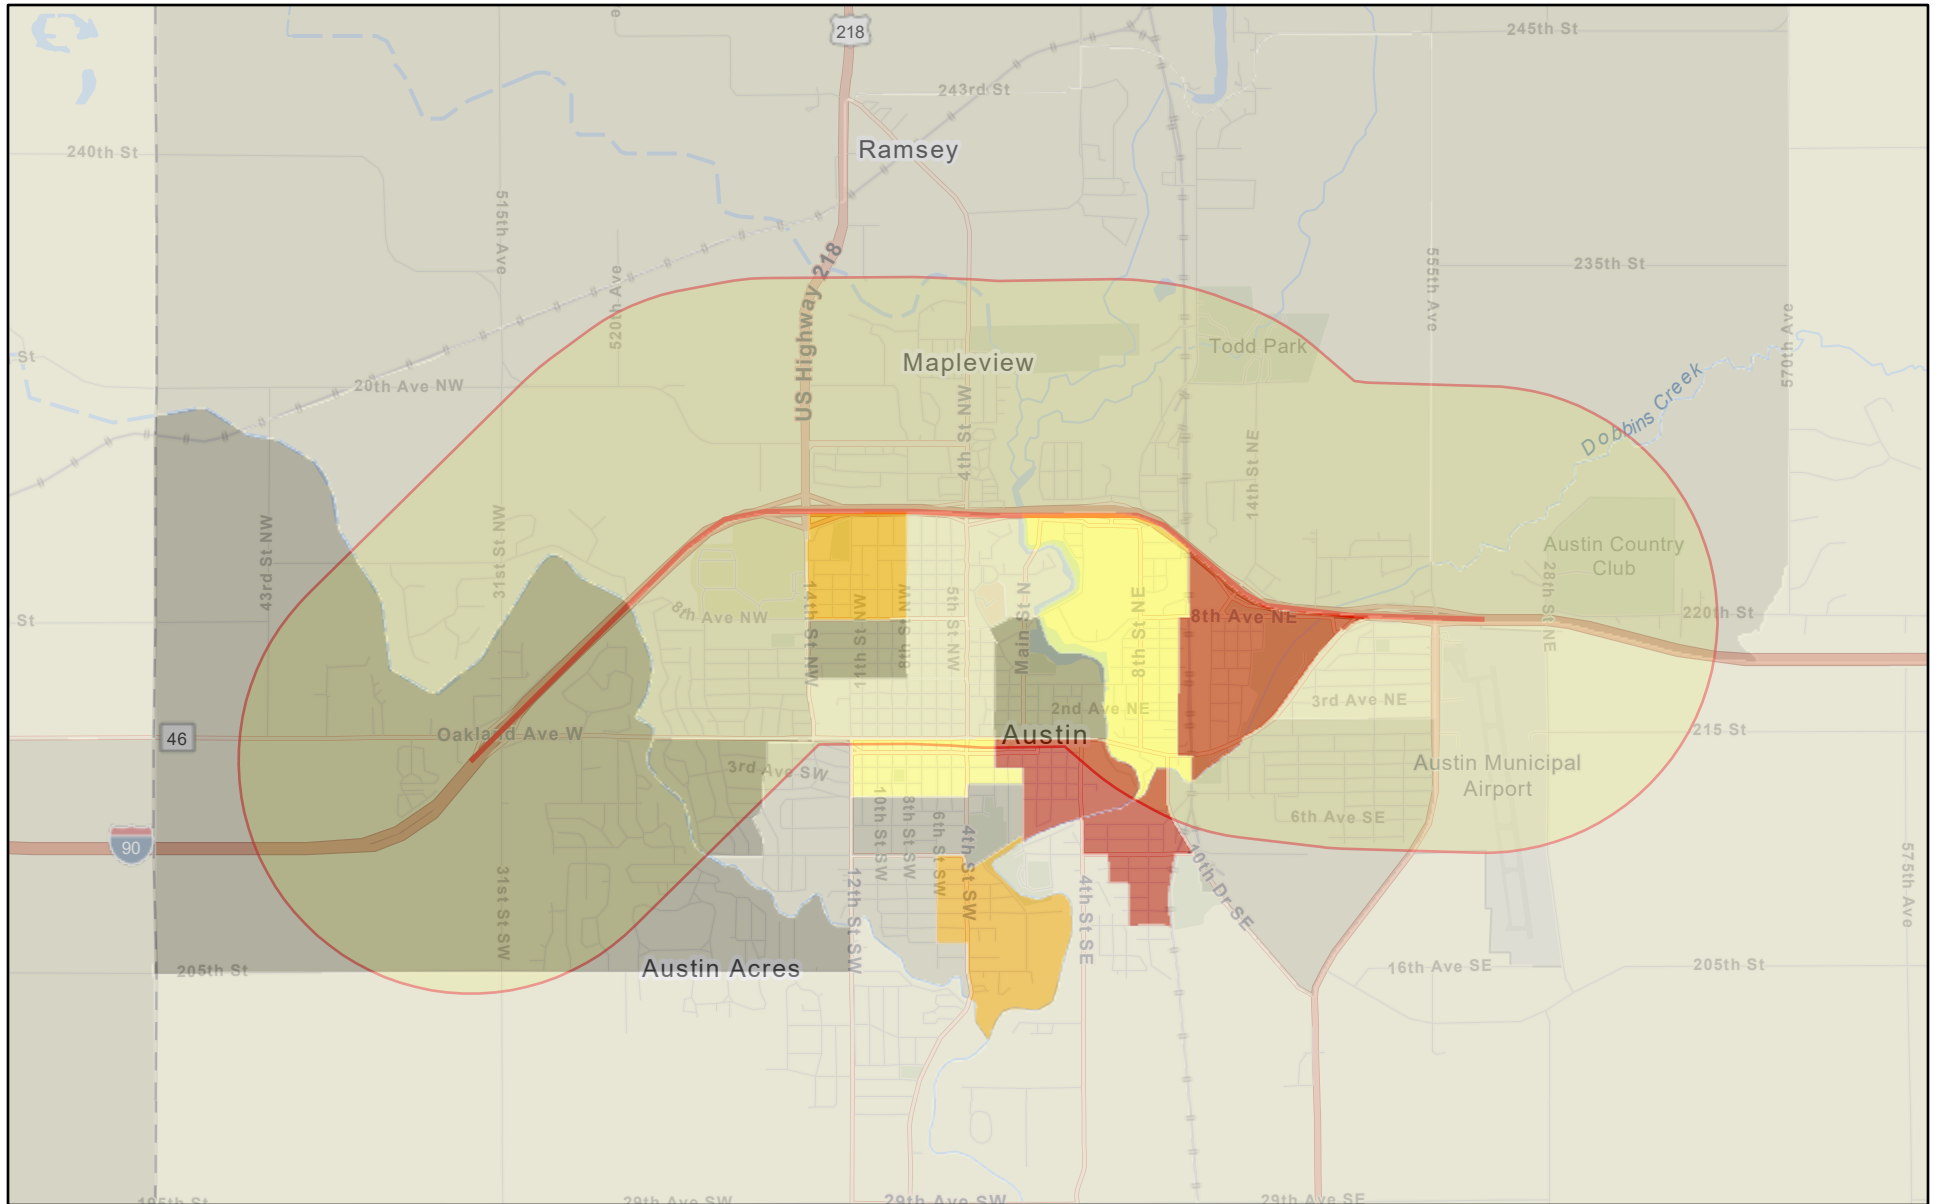 218
245th St
243rd St
Ramsey
240th St
515th Ave
US Highway 218
520th Ave
555th Ave
235th St
570th Ave
St
20th Ave NW
Mapleview
Todd Park
4th St NW
Dobbins Creek
14th St NE
43rd St NW
31st St NW
Austin Country
Club
28th St NE
St
8th Ave NW
14th St NW
11th St NW
8th St NW
5th St NW
Main St N
8th St NE
8th Ave NE
220th St
3rd Ave NE
2nd Ave NE
46
Oakland Ave W
Austin
215th St
3rd Ave SW
Austin Municipal
Airport
10th St SW
8th St SW
6th St SW
4th St SW
6th Ave SE
90
31st St SW
12th St SW
4th St SE
10th Dr SE
575th Ave
205th St
Austin Acres
16th Ave SE
205th St
195th St
29th Ave SW
29th Ave SW
29th Ave SE